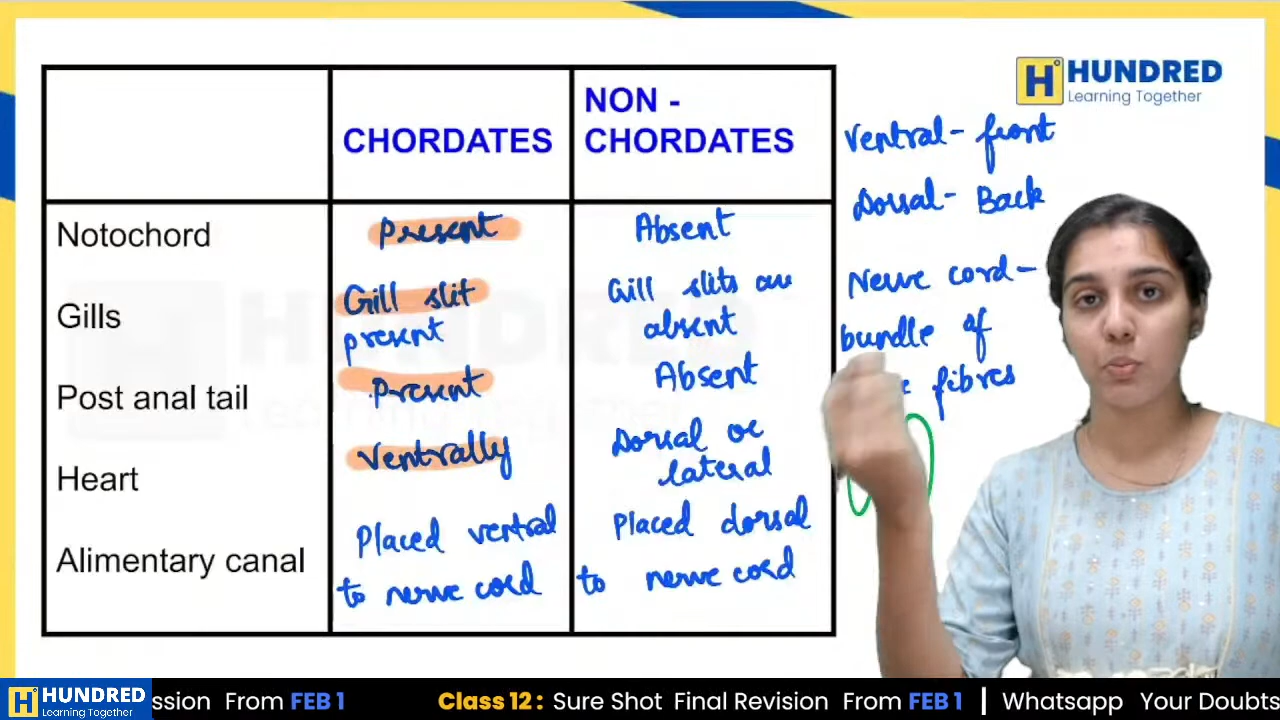 HUNDRED
Learning Together
CHORDATES
NON -
CHORDATES
Ventral - front
Dorsal - Back
Nerve cord -
bundle of
fibres
Notochord
Present
Absent
Gills
Gill slit
present
Gill slits are
absent
Post anal tail
Present
Absent
Heart
Ventrally
Dorsal or
lateral
Alimentary canal
Placed ventral
to nerve cord
Placed dorsal
to nerve cord
HUNDRED
Learning Together
ssion From FEB 1
Class 12 : Sure Shot Final Revision From FEB 1 | Whatsapp Your Doubts